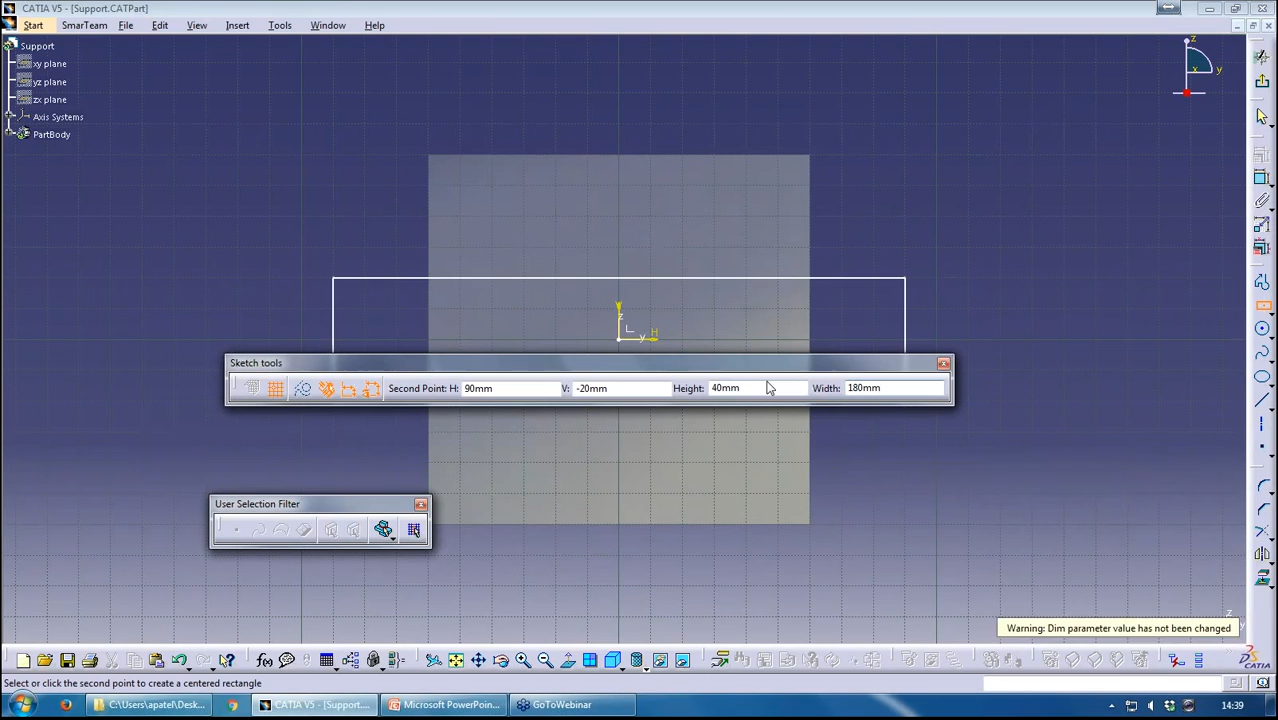 CATIA V5 - [Support.CATPart]
Start SmarTeam File Edit View Insert Tools Window Help
Support
xy plane
yz plane
zx plane
Axis Systems
PartBody
z
x y
V
z
H
y
Sketch tools
Second Point: H: 90mm V: -20mm Height: 40mm Width: 180mm
User Selection Filter
z
Warning: Dim parameter value has not been changed
y
f(x)
Select or click the second point to create a centered rectangle
C:\Users\apatel\Desk... CATIA V5 - [Support.... Microsoft PowerPoin... GoToWebinar 14:39